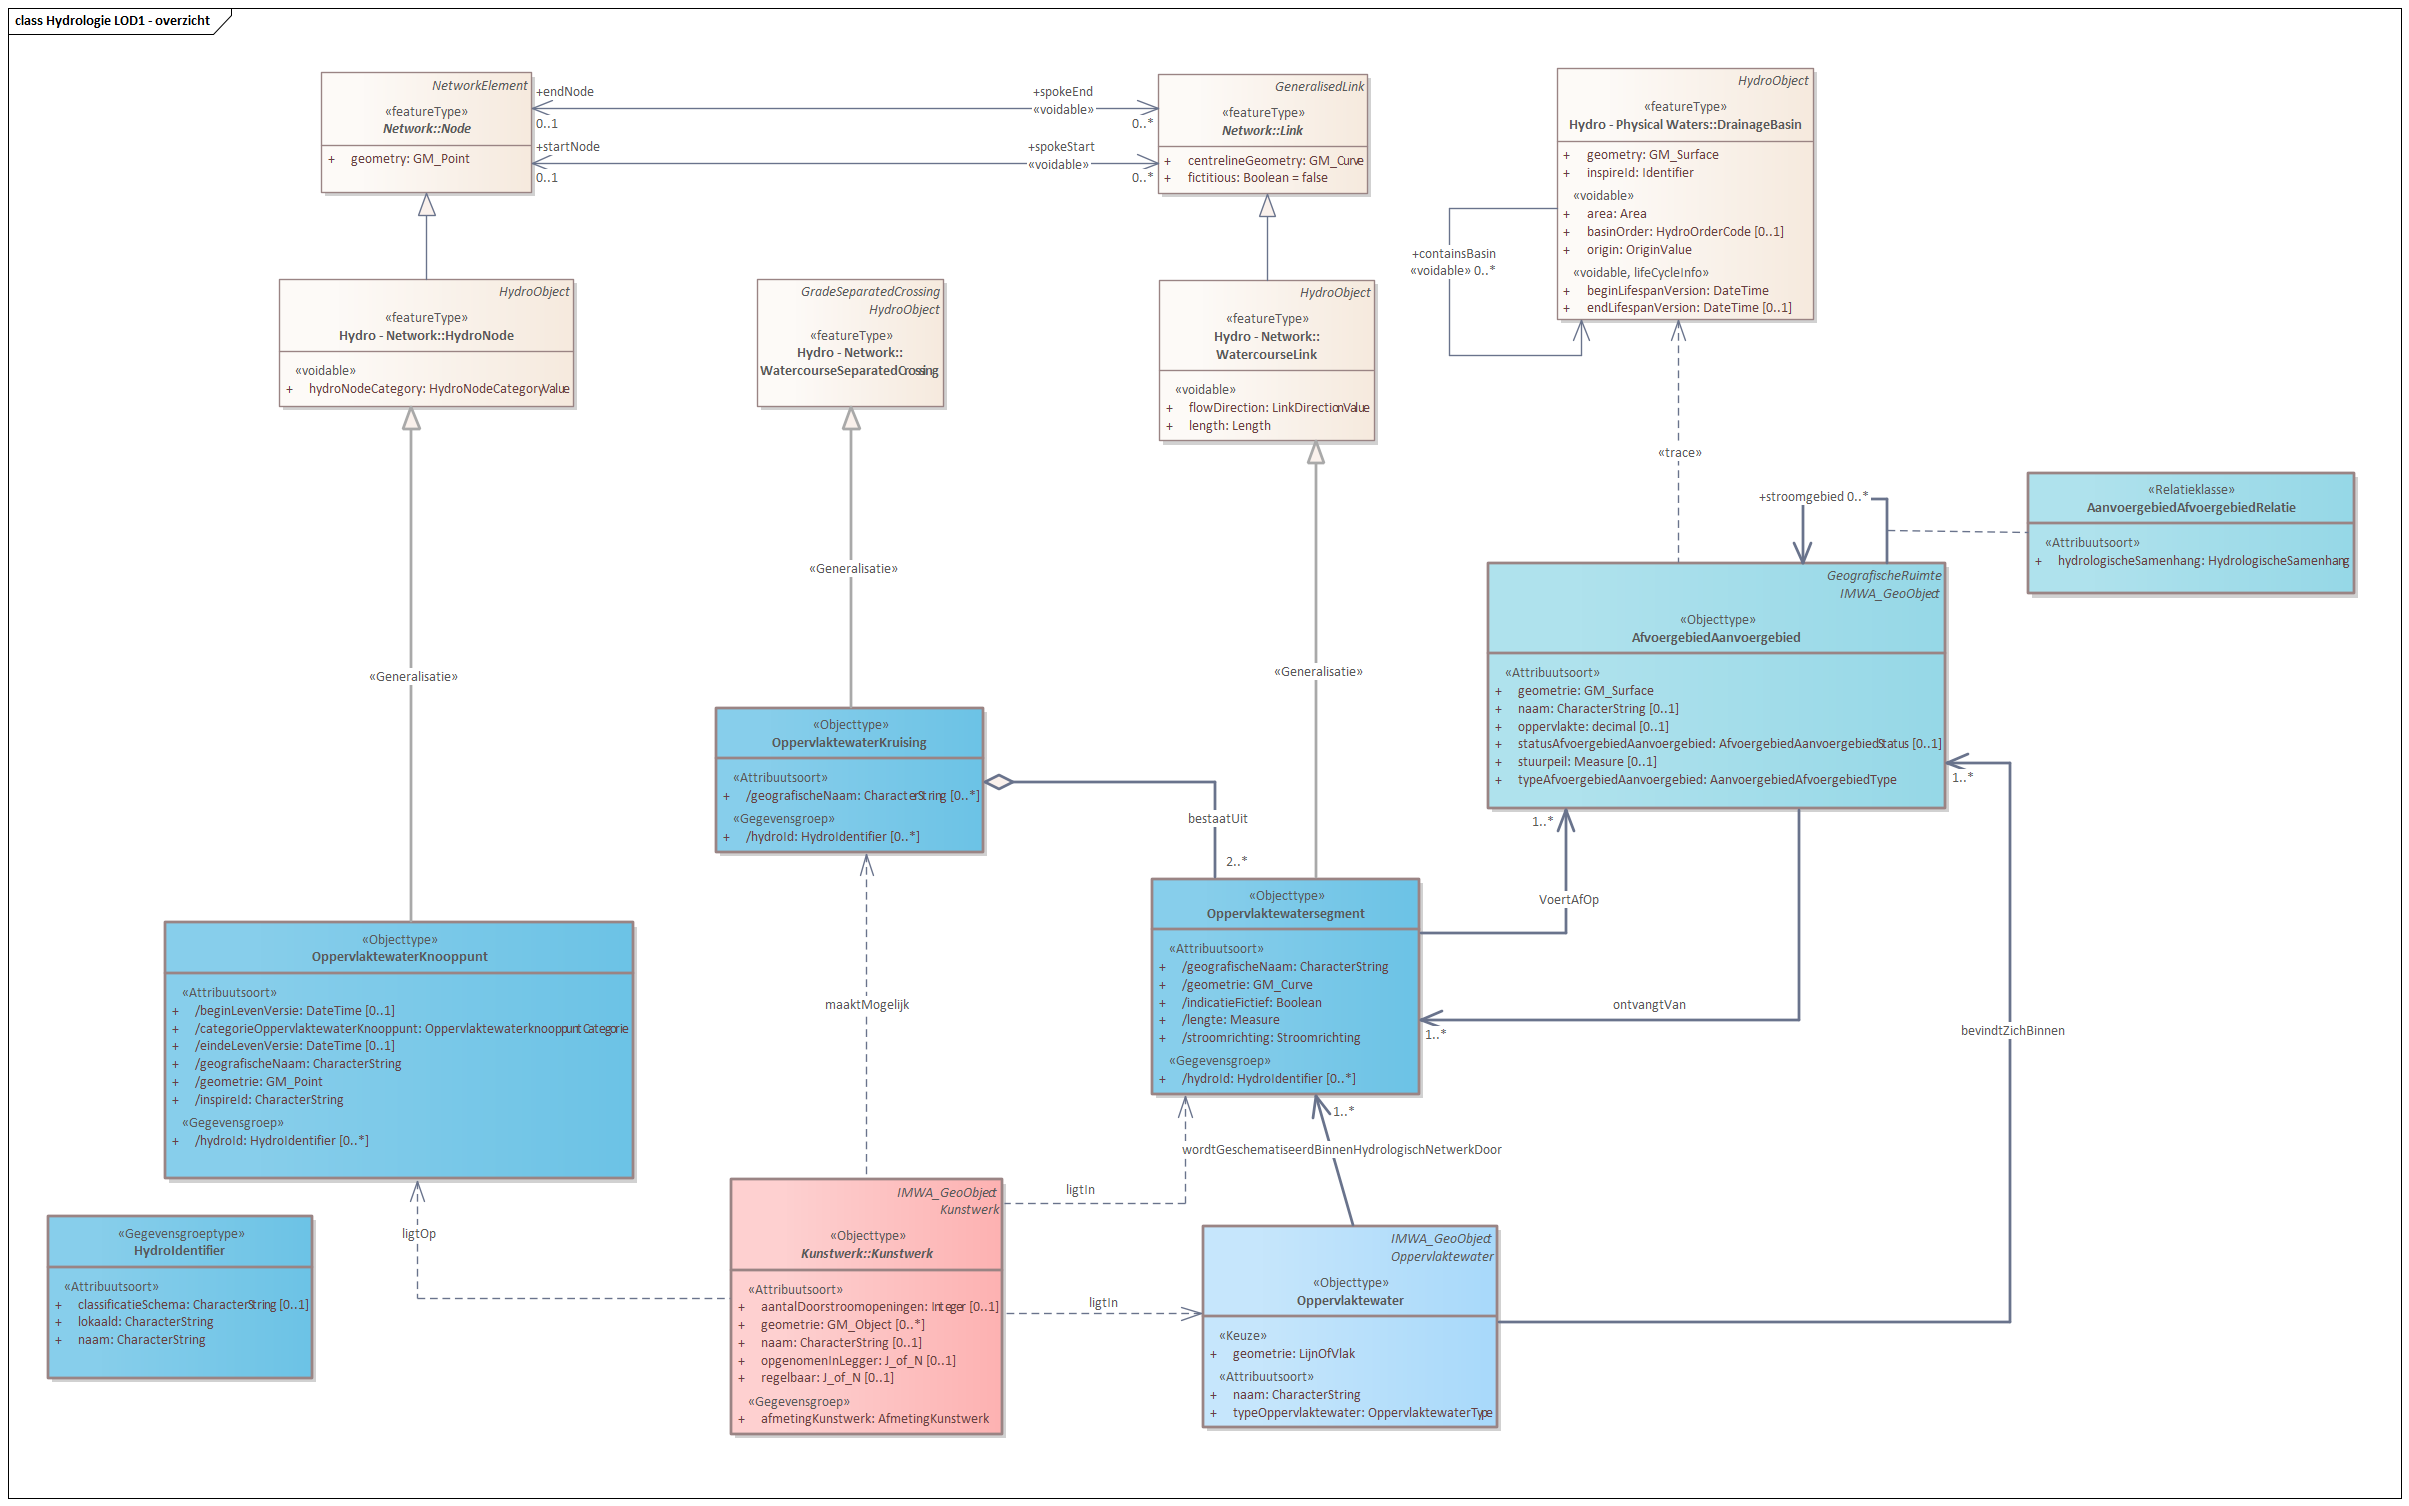 class Hydrologie LOD1 - overzicht
NetworkElement
«featureType»
Network::Node
+ geometry: GM_Point
+endNode
0..1
+startNode
0..1
+spokeEnd
«voidable»
0..*
+spokeStart
«voidable»
0..*
GeneralisedLink
«featureType»
Network::Link
+ centrelineGeometry: GM_Curve
+ fictitious: Boolean = false
HydroObject
«featureType»
Hydro - Physical Waters::DrainageBasin
+ geometry: GM_Surface
+ inspireId: Identifier
«voidable»
+ area: Area
+ basinOrder: HydroOrderCode [0..1]
+ origin: OriginValue
«voidable, lifeCycleInfo»
+ beginLifespanVersion: DateTime
+ endLifespanVersion: DateTime [0..1]
+containsBasin
«voidable» 0..*
HydroObject
«featureType»
Hydro - Network::HydroNode
«voidable»
+ hydroNodeCategory: HydroNodeCategoryValue
GradeSeparatedCrossing
HydroObject
«featureType»
Hydro - Network::
WatercourseSeparatedCrossing
HydroObject
«featureType»
Hydro - Network::
WatercourseLink
«voidable»
+ flowDirection: LinkDirectionValue
+ length: Length
«trace»
+stroomgebied 0..*
«Relatieklasse»
AanvoergebiedAfvoergebiedRelatie
«Attribuutsoort»
+ hydrologischeSamenhang: HydrologischeSamenhang
«Generalisatie»
«Generalisatie»
«Generalisatie»
GeografischeRuimte
IMWA_GeoObject
«Objecttype»
AfvoergebiedAanvoergebied
«Attribuutsoort»
+ geometrie: GM_Surface
+ naam: CharacterString [0..1]
+ oppervlakte: decimal [0..1]
+ statusAfvoergebiedAanvoergebied: AfvoergebiedAanvoergebiedStatus [0..1]
+ stuurpeil: Measure [0..1]
+ typeAfvoergebiedAanvoergebied: AanvoergebiedAfvoergebiedType
1..*
1..*
«Objecttype»
OppervlaktewaterKruising
«Attribuutsoort»
+ /geografischeNaam: CharacterString [0..*]
«Gegevensgroep»
+ /hydroId: HydroIdentifier [0..*]
bestaatUit
2..*
VoertAfOp
«Objecttype»
Oppervlaktewatersegment
«Attribuutsoort»
+ /geografischeNaam: CharacterString
+ /geometrie: GM_Curve
+ /indicatieFictief: Boolean
+ /lengte: Measure
+ /stroomrichting: Stroomrichting
«Gegevensgroep»
+ /hydroId: HydroIdentifier [0..*]
ontvangtVan
1..*
bevindtZichBinnen
«Objecttype»
OppervlaktewaterKnooppunt
«Attribuutsoort»
+ /beginLevenVersie: DateTime [0..1]
+ /categorieOppervlaktewaterKnooppunt: OppervlaktewaterknooppuntCategorie
+ /eindeLevenVersie: DateTime [0..1]
+ /geografischeNaam: CharacterString
+ /geometrie: GM_Point
+ /inspireId: CharacterString
«Gegevensgroep»
+ /hydroId: HydroIdentifier [0..*]
maaktMogelijk
1..*
wordtGeschematiseerdBinnenHydrologischNetwerkDoor
ligtIn
ligtOp
ligtIn
«Gegevensgroeptype»
HydroIdentifier
«Attribuutsoort»
+ classificatieSchema: CharacterString [0..1]
+ lokaalId: CharacterString
+ naam: CharacterString
IMWA_GeoObject
Kunstwerk
«Objecttype»
Kunstwerk::Kunstwerk
«Attribuutsoort»
+ aantalDoorstroomopeningen: Integer [0..1]
+ geometrie: GM_Object [0..*]
+ naam: CharacterString [0..1]
+ opgenomenInLegger: J_of_N [0..1]
+ regelbaar: J_of_N [0..1]
«Gegevensgroep»
+ afmetingKunstwerk: AfmetingKunstwerk
IMWA_GeoObject
Oppervlaktewater
«Objecttype»
Oppervlaktewater
«Keuze»
+ geometrie: LijnOfVlak
«Attribuutsoort»
+ naam: CharacterString
+ typeOppervlaktewater: OppervlaktewaterType